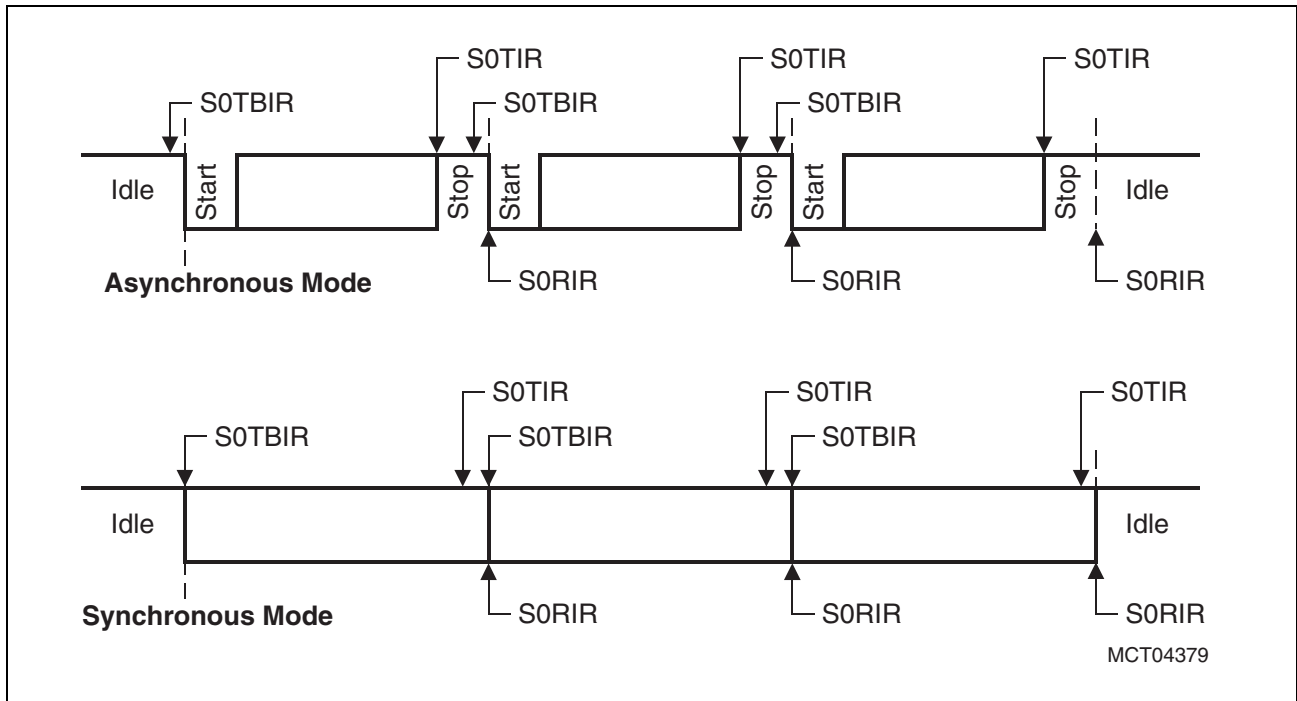 S0TIR S0TIR S0TIR
S0TBIR S0TBIR S0TBIR
Idle Start Stop Start Stop Start Stop Idle
Asynchronous Mode S0RIR S0RIR S0RIR
S0TIR S0TIR S0TIR
S0TBIR S0TBIR S0TBIR
Idle Idle
Synchronous Mode S0RIR S0RIR S0RIR
MCT04379